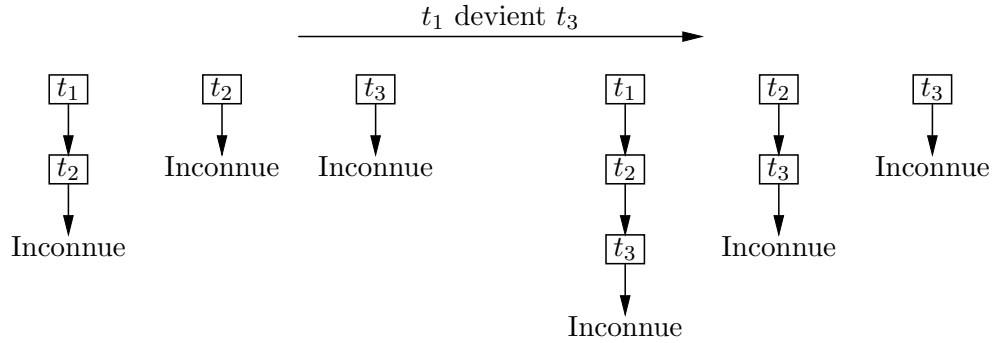 t₁ devient t₃
t₁ t₂ t₃ t₁ t₂ t₃
t₂ Inconnue Inconnue t₂ t₃ Inconnue
Inconnue t₃ Inconnue
Inconnue